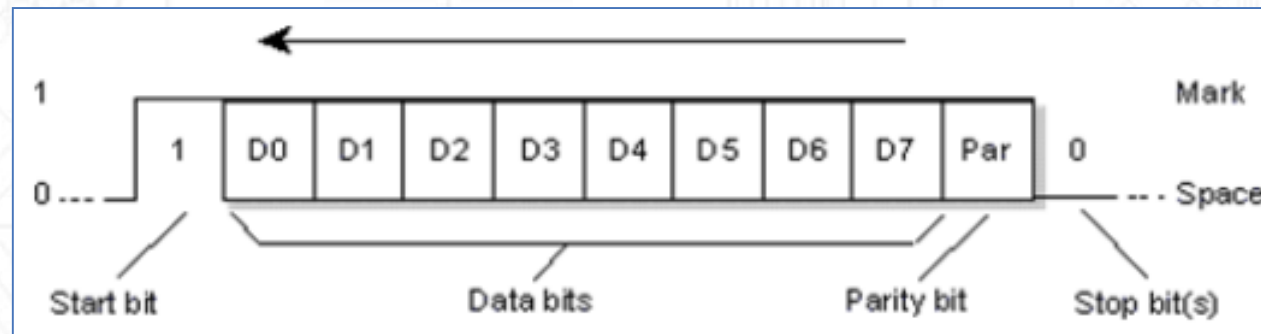 1 Mark
1 D0 D1 D2 D3 D4 D5 D6 D7 Par 0
0 Space
Start bit Data bits Parity bit Stop bit(s)